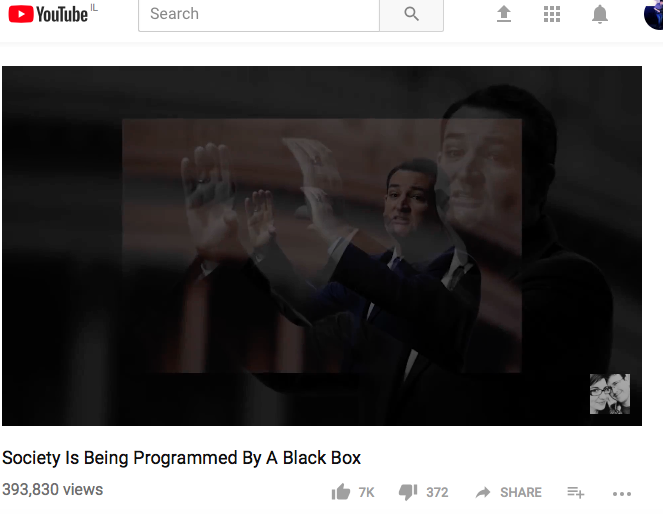 YouTube IL
Search
Society Is Being Programmed By A Black Box
393,830 views
7K
372
SHARE